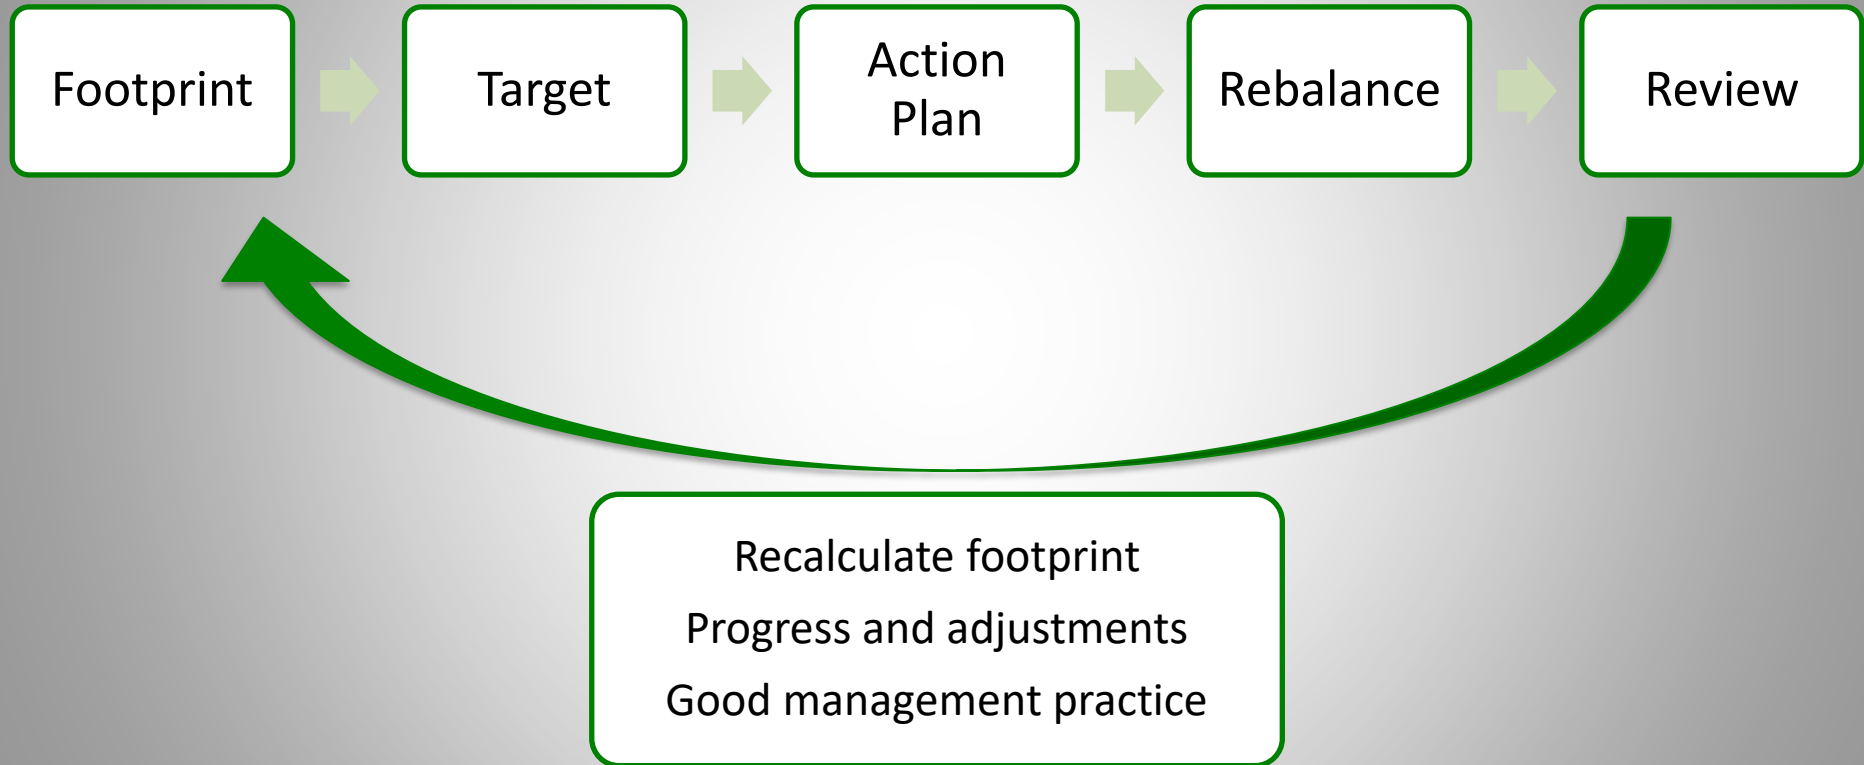 Footprint
Target
Action
Plan
Rebalance
Review
Recalculate footprint
Progress and adjustments
Good management practice